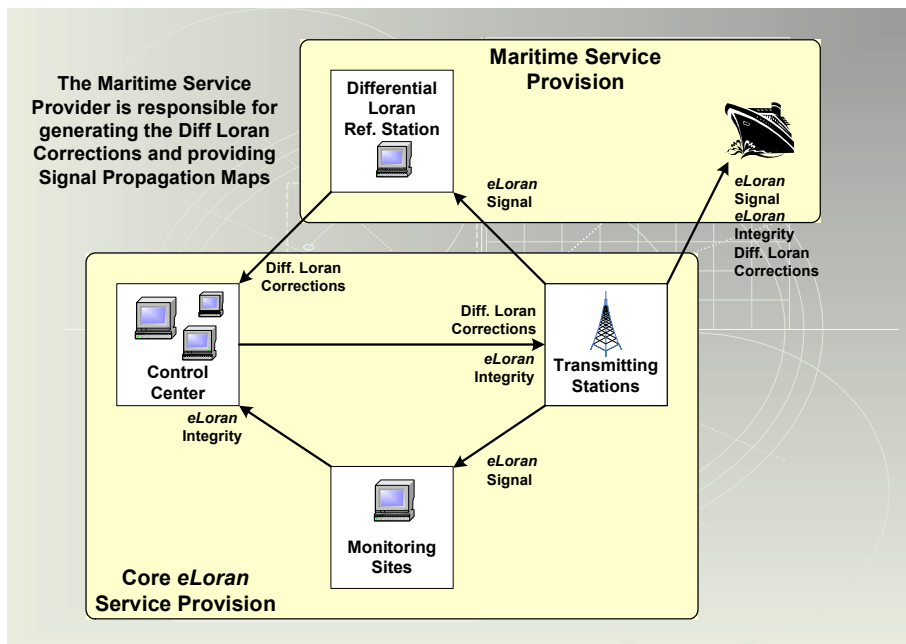 The Maritime Service
Provider is responsible for
generating the Diff Loran
Corrections and providing
Signal Propagation Maps
Maritime Service
Provision
Differential
Loran
Ref. Station
eLoran
Signal
eLoran
Signal
eLoran
Integrity
Diff. Loran
Corrections
Diff. Loran
Corrections
Control
Center
Diff. Loran
Corrections
eLoran
Integrity
Transmitting
Stations
eLoran
Integrity
eLoran
Signal
Monitoring
Sites
Core eLoran
Service Provision